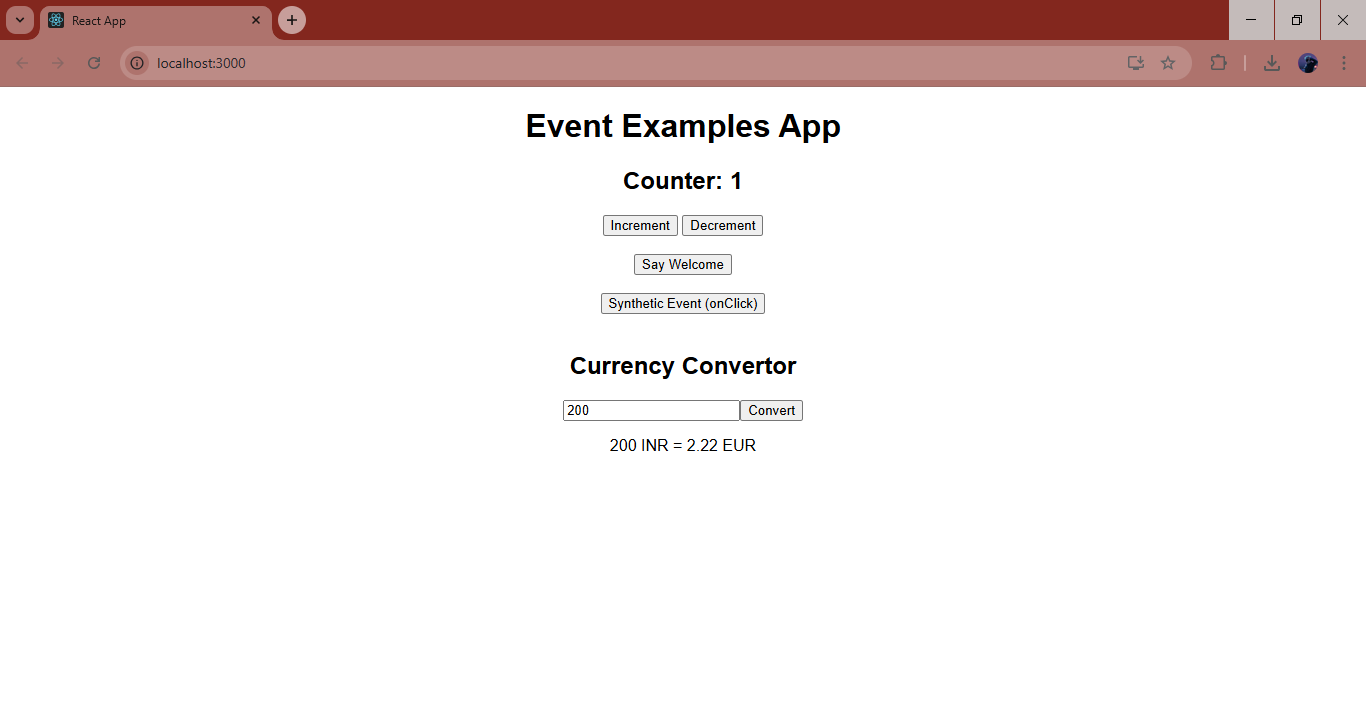 React App
localhost:3000
Event Examples App
Counter: 1
Increment Decrement
Say Welcome
Synthetic Event (onClick)
Currency Convertor
200 Convert
200 INR = 2.22 EUR